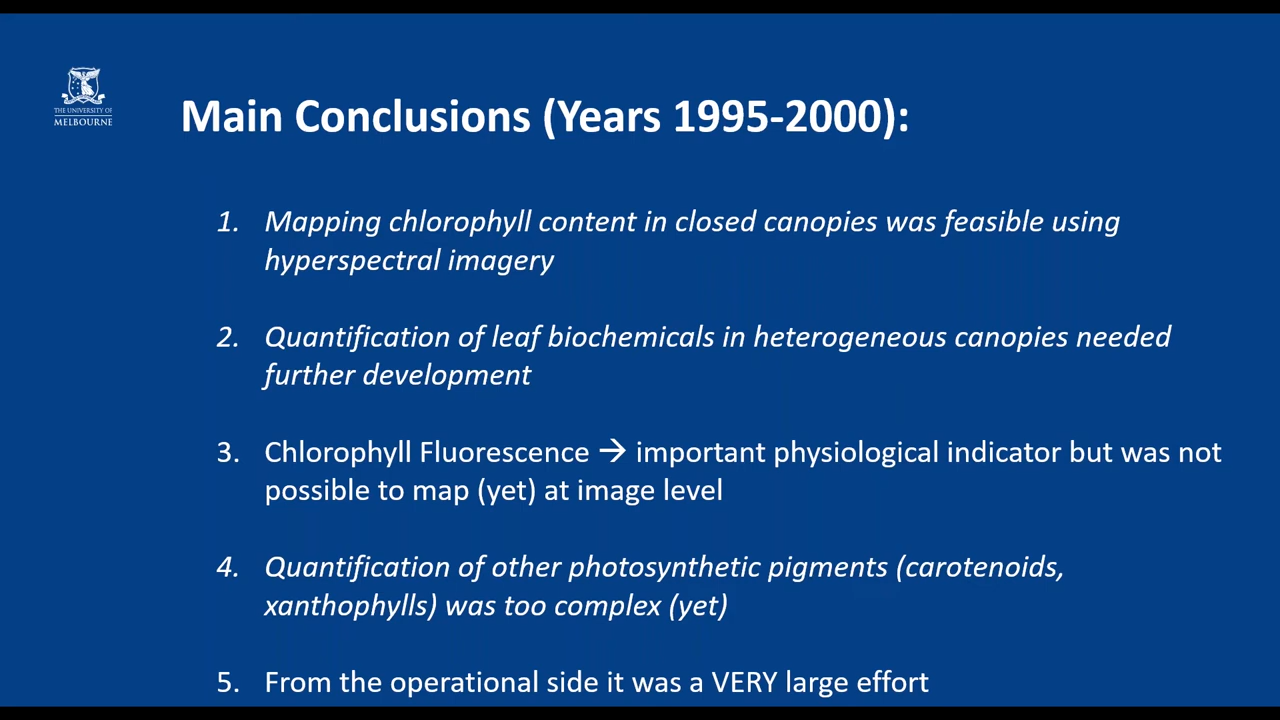 THE UNIVERSITY OF
MELBOURNE
Main Conclusions (Years 1995-2000):
1. Mapping chlorophyll content in closed canopies was feasible using
hyperspectral imagery
2. Quantification of leaf biochemicals in heterogeneous canopies needed
further development
3. Chlorophyll Fluorescence → important physiological indicator but was not
possible to map (yet) at image level
4. Quantification of other photosynthetic pigments (carotenoids,
xanthophylls) was too complex (yet)
5. From the operational side it was a VERY large effort